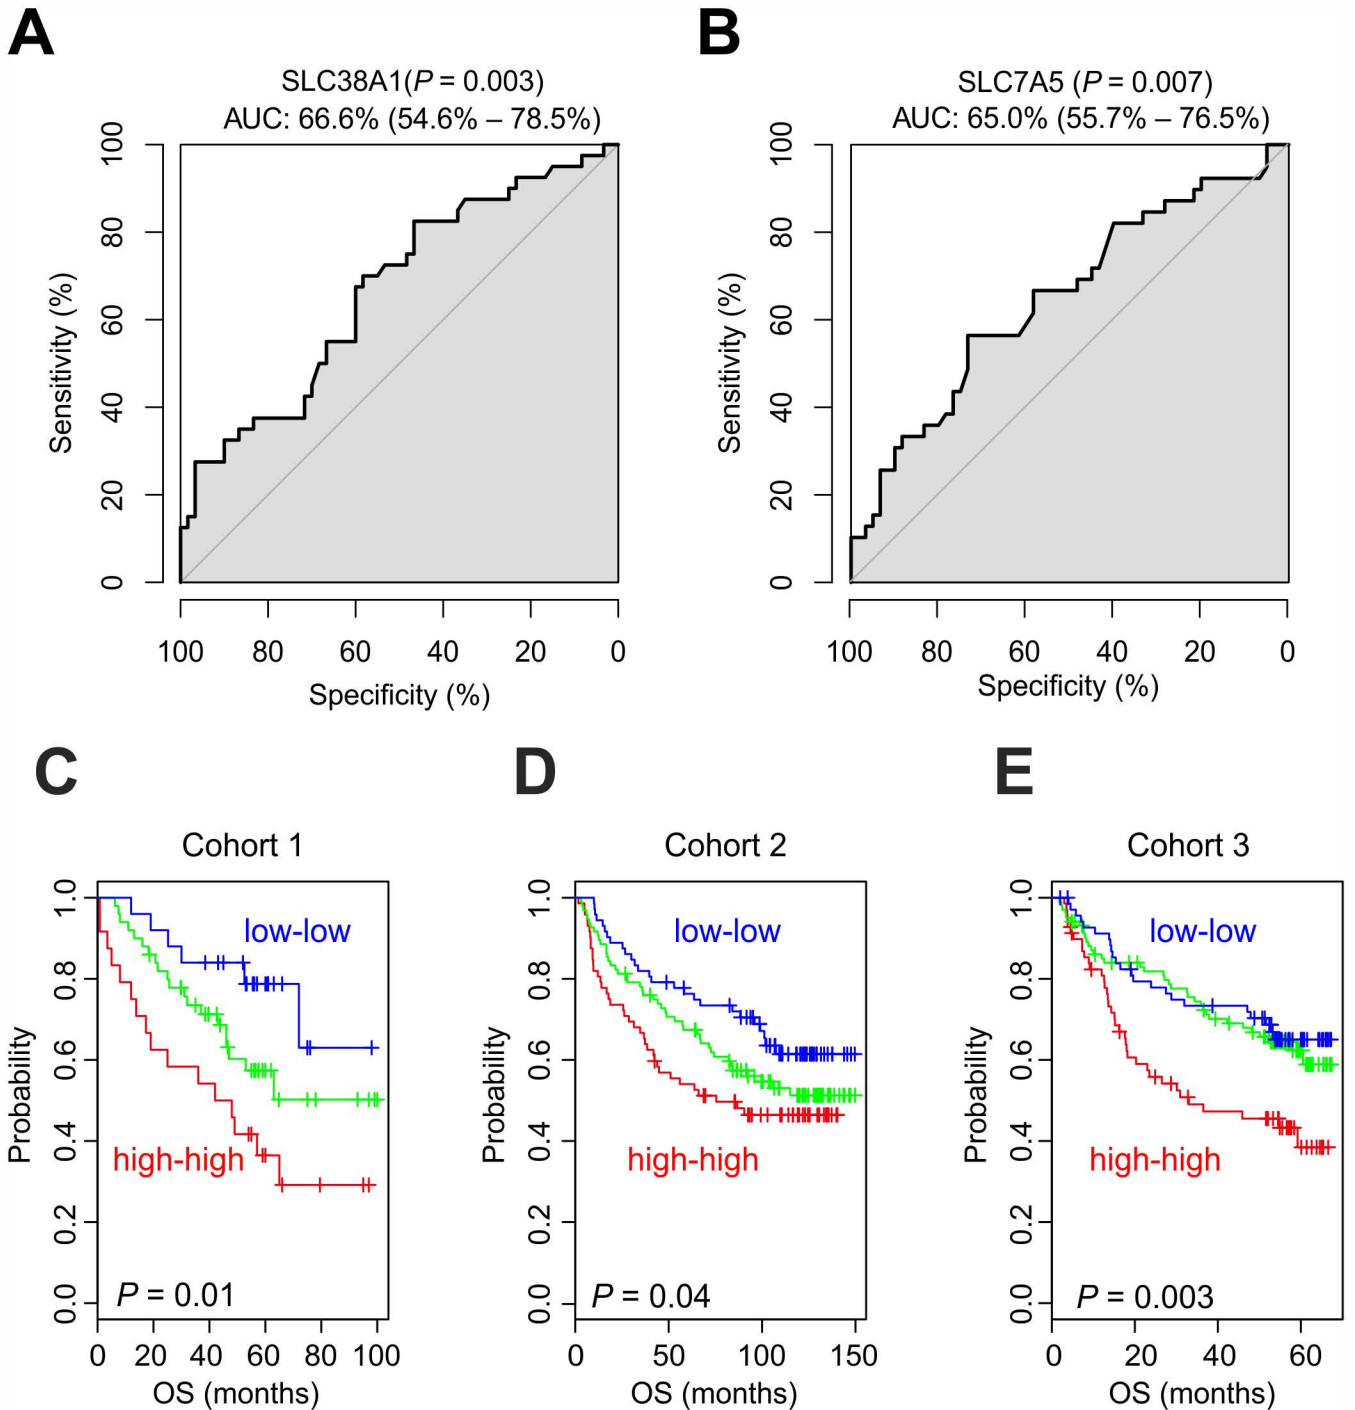 A
B
SLC38A1(P = 0.003)
AUC: 66.6% (54.6% – 78.5%)
SLC7A5 (P = 0.007)
AUC: 65.0% (55.7% – 76.5%)
Sensitivity (%)
100
80
60
40
20
0
100 80 60 40 20 0
Specificity (%)
Sensitivity (%)
100
80
60
40
20
0
100 80 60 40 20 0
Specificity (%)
C
D
E
Cohort 1
Probability
1.0
0.8
0.6
0.4
0.2
0.0
low-low
high-high
P = 0.01
0 20 40 60 80 100
OS (months)
Cohort 2
Probability
1.0
0.8
0.6
0.4
0.2
0.0
low-low
high-high
P = 0.04
0 50 100 150
OS (months)
Cohort 3
Probability
1.0
0.8
0.6
0.4
0.2
0.0
low-low
high-high
P = 0.003
0 20 40 60
OS (months)